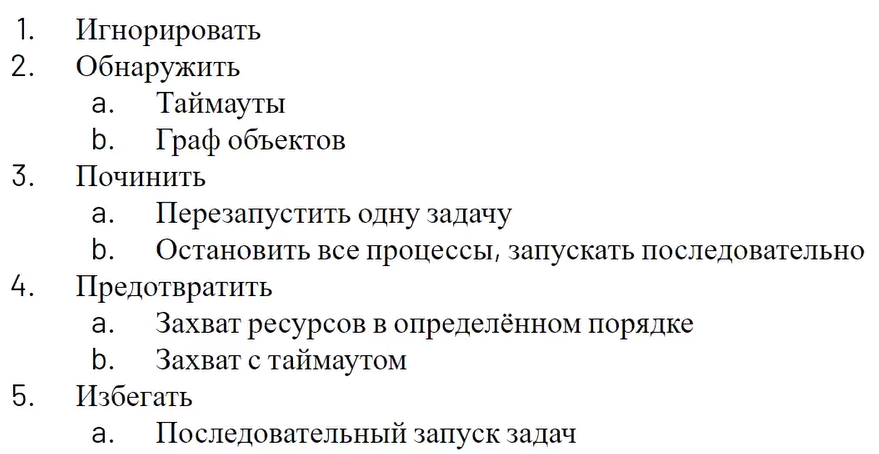 1. Игнорировать
2. Обнаружить
a. Таймауты
b. Граф объектов
3. Починить
a. Перезапустить одну задачу
b. Остановить все процессы, запускать последовательно
4. Предотвратить
a. Захват ресурсов в определённом порядке
b. Захват с таймаутом
5. Избегать
a. Последовательный запуск задач